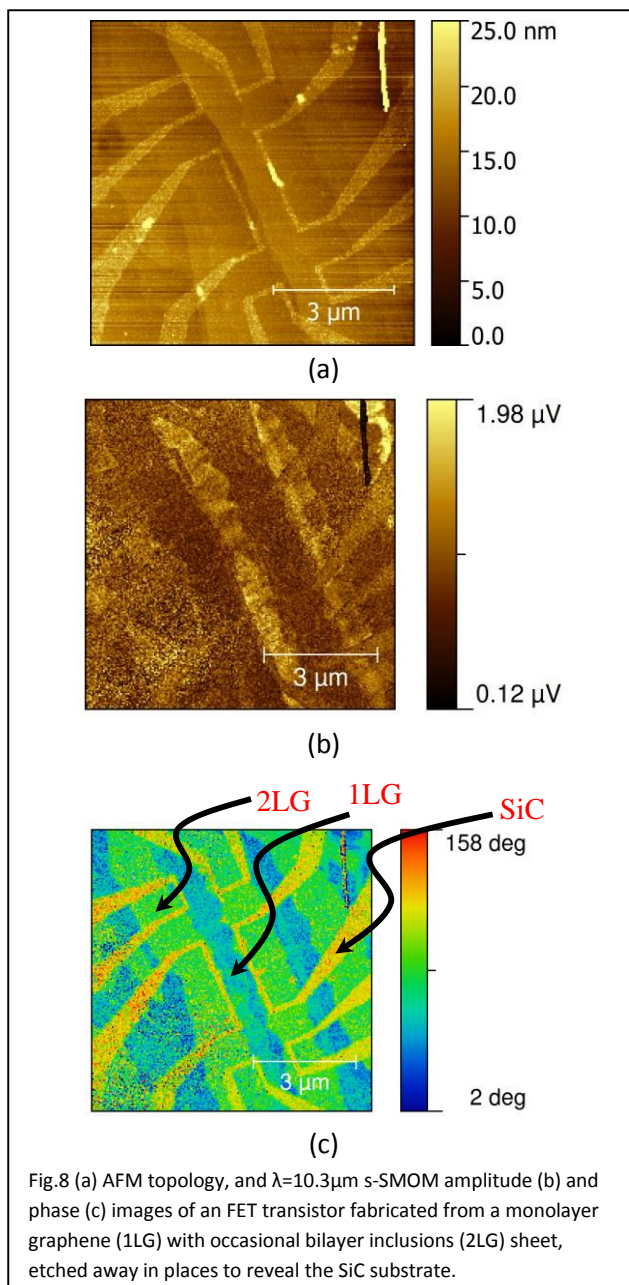 25.0 nm
20.0
15.0
10.0
5.0
0.0
3 µm
(a)
1.98 µV
0.12 µV
3 µm
(b)
2LG 1LG SiC
158 deg
2 deg
3 µm
(c)
Fig.8 (a) AFM topology, and λ=10.3µm s-SMOM amplitude (b) and
phase (c) images of an FET transistor fabricated from a monolayer
graphene (1LG) with occasional bilayer inclusions (2LG) sheet,
etched away in places to reveal the SiC substrate.